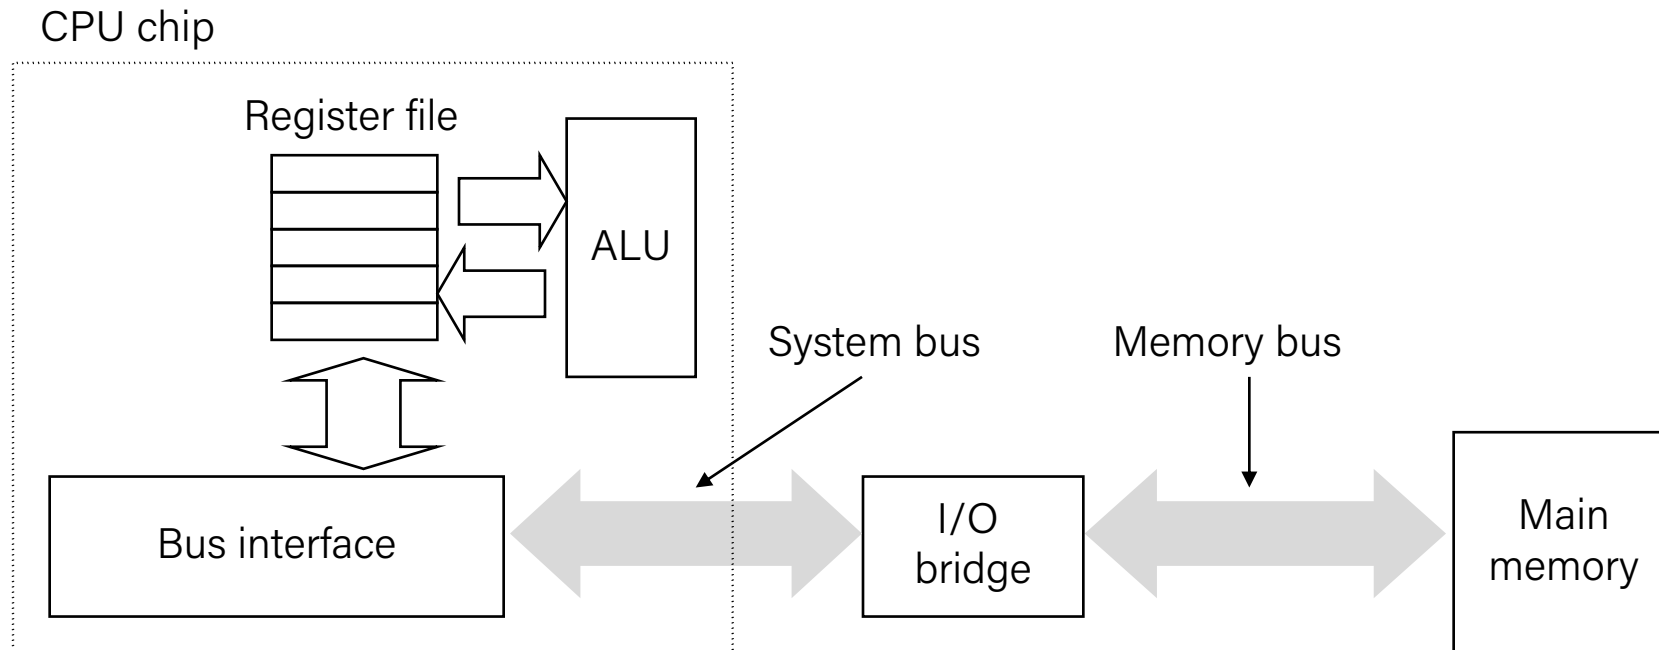 CPU chip
Register file
ALU
System bus
Memory bus
Bus interface
I/O
bridge
Main
memory